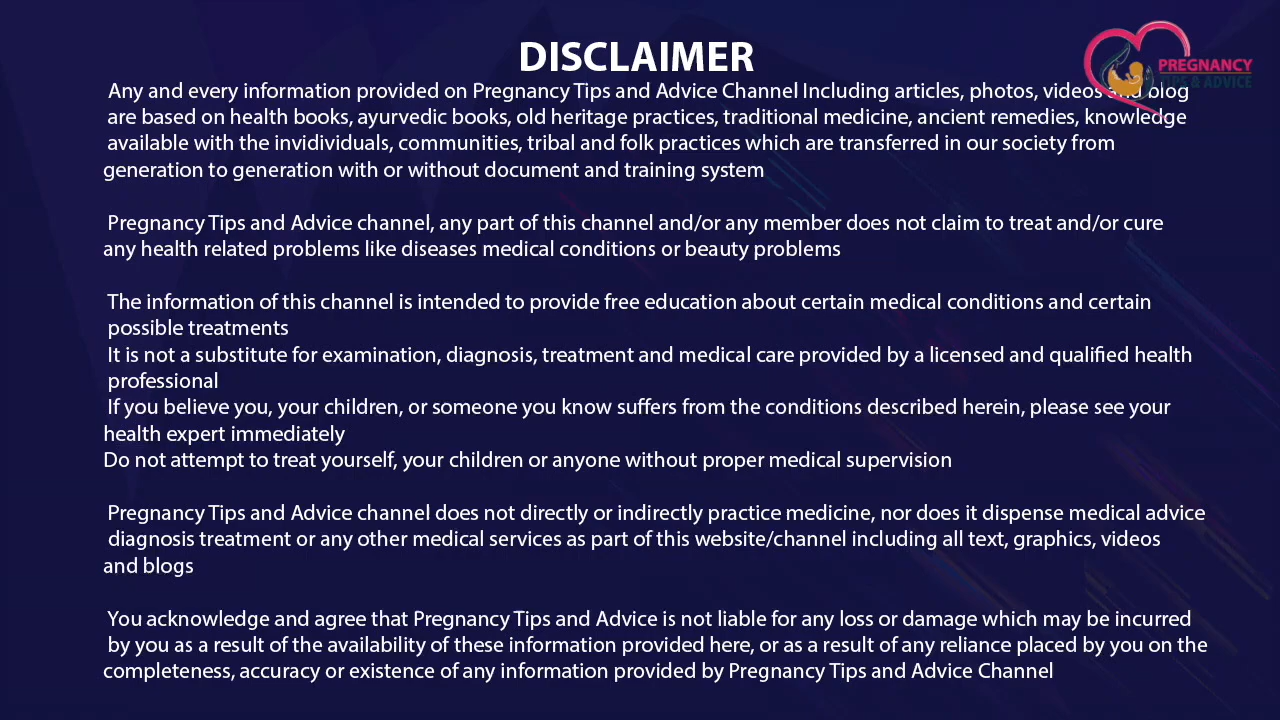 DISCLAIMER
PREGNANCY
TIPS & ADVICE
Any and every information provided on Pregnancy Tips and Advice Channel Including articles, photos, videos and blog
are based on health books, ayurvedic books, old heritage practices, traditional medicine, ancient remedies, knowledge
available with the invidividuals, communities, tribal and folk practices which are transferred in our society from
generation to generation with or without document and training system
Pregnancy Tips and Advice channel, any part of this channel and/or any member does not claim to treat and/or cure
any health related problems like diseases medical conditions or beauty problems
The information of this channel is intended to provide free education about certain medical conditions and certain
possible treatments
It is not a substitute for examination, diagnosis, treatment and medical care provided by a licensed and qualified health
professional
If you believe you, your children, or someone you know suffers from the conditions described herein, please see your
health expert immediately
Do not attempt to treat yourself, your children or anyone without proper medical supervision
Pregnancy Tips and Advice channel does not directly or indirectly practice medicine, nor does it dispense medical advice
diagnosis treatment or any other medical services as part of this website/channel including all text, graphics, videos
and blogs
You acknowledge and agree that Pregnancy Tips and Advice is not liable for any loss or damage which may be incurred
by you as a result of the availability of these information provided here, or as a result of any reliance placed by you on the
completeness, accuracy or existence of any information provided by Pregnancy Tips and Advice Channel